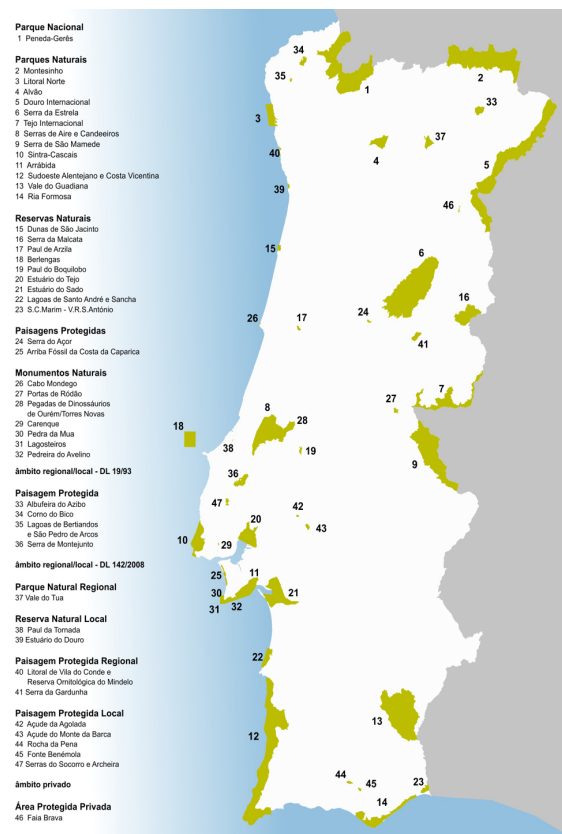 Parque Nacional
1 Peneda-Gerês
Parques Naturais
2 Montesinho
3 Litoral Norte
4 Alvão
5 Douro Internacional
6 Serra da Estrela
7 Tejo Internacional
8 Serras de Aire e Candeeiros
9 Serra de São Mamede
10 Sintra-Cascais
11 Arrábida
12 Sudoeste Alentejano e Costa Vicentina
13 Vale do Guadiana
14 Ria Formosa
Reservas Naturais
15 Dunas de São Jacinto
16 Serra da Malcata
17 Paul de Arzila
18 Berlengas
19 Paul do Boquilobo
20 Estuário do Tejo
21 Estuário do Sado
22 Lagoas de Santo André e Sancha
23 S.C.Marim - V.R.S.António
Paisagens Protegidas
24 Serra do Açor
25 Arriba Fóssil da Costa da Caparica
Monumentos Naturais
26 Cabo Mondego
27 Portas de Ródão
28 Pegadas de Dinossáurios
de Ourém/Torres Novas
29 Carenque
30 Pedra da Mua
31 Lagosteiros
32 Pedreira do Avelino
âmbito regional/local - DL 19/93
Paisagem Protegida
33 Albufeira do Azibo
34 Corno do Bico
35 Lagoas de Bertiandos
e São Pedro de Arcos
36 Serra de Montejunto
âmbito regional/local - DL 142/2008
Parque Natural Regional
37 Vale do Tua
Reserva Natural Local
38 Paul da Tornada
39 Estuário do Douro
Paisagem Protegida Regional
40 Litoral de Vila do Conde e
Reserva Ornitológica do Mindelo
41 Serra da Gardunha
Paisagem Protegida Local
42 Açude da Agolada
43 Açude do Monte da Barca
44 Rocha da Pena
45 Fonte Benémola
47 Serras do Socorro e Archeira
âmbito privado
Área Protegida Privada
46 Faia Brava
34
35
1
2
33
3
40
4
37
5
39
46
15
6
16
26
17
24
41
7
27
8
28
18
38
19
9
36
47
42
20
43
10
29
25
11
30
31
32
21
22
13
12
44
45
23
14